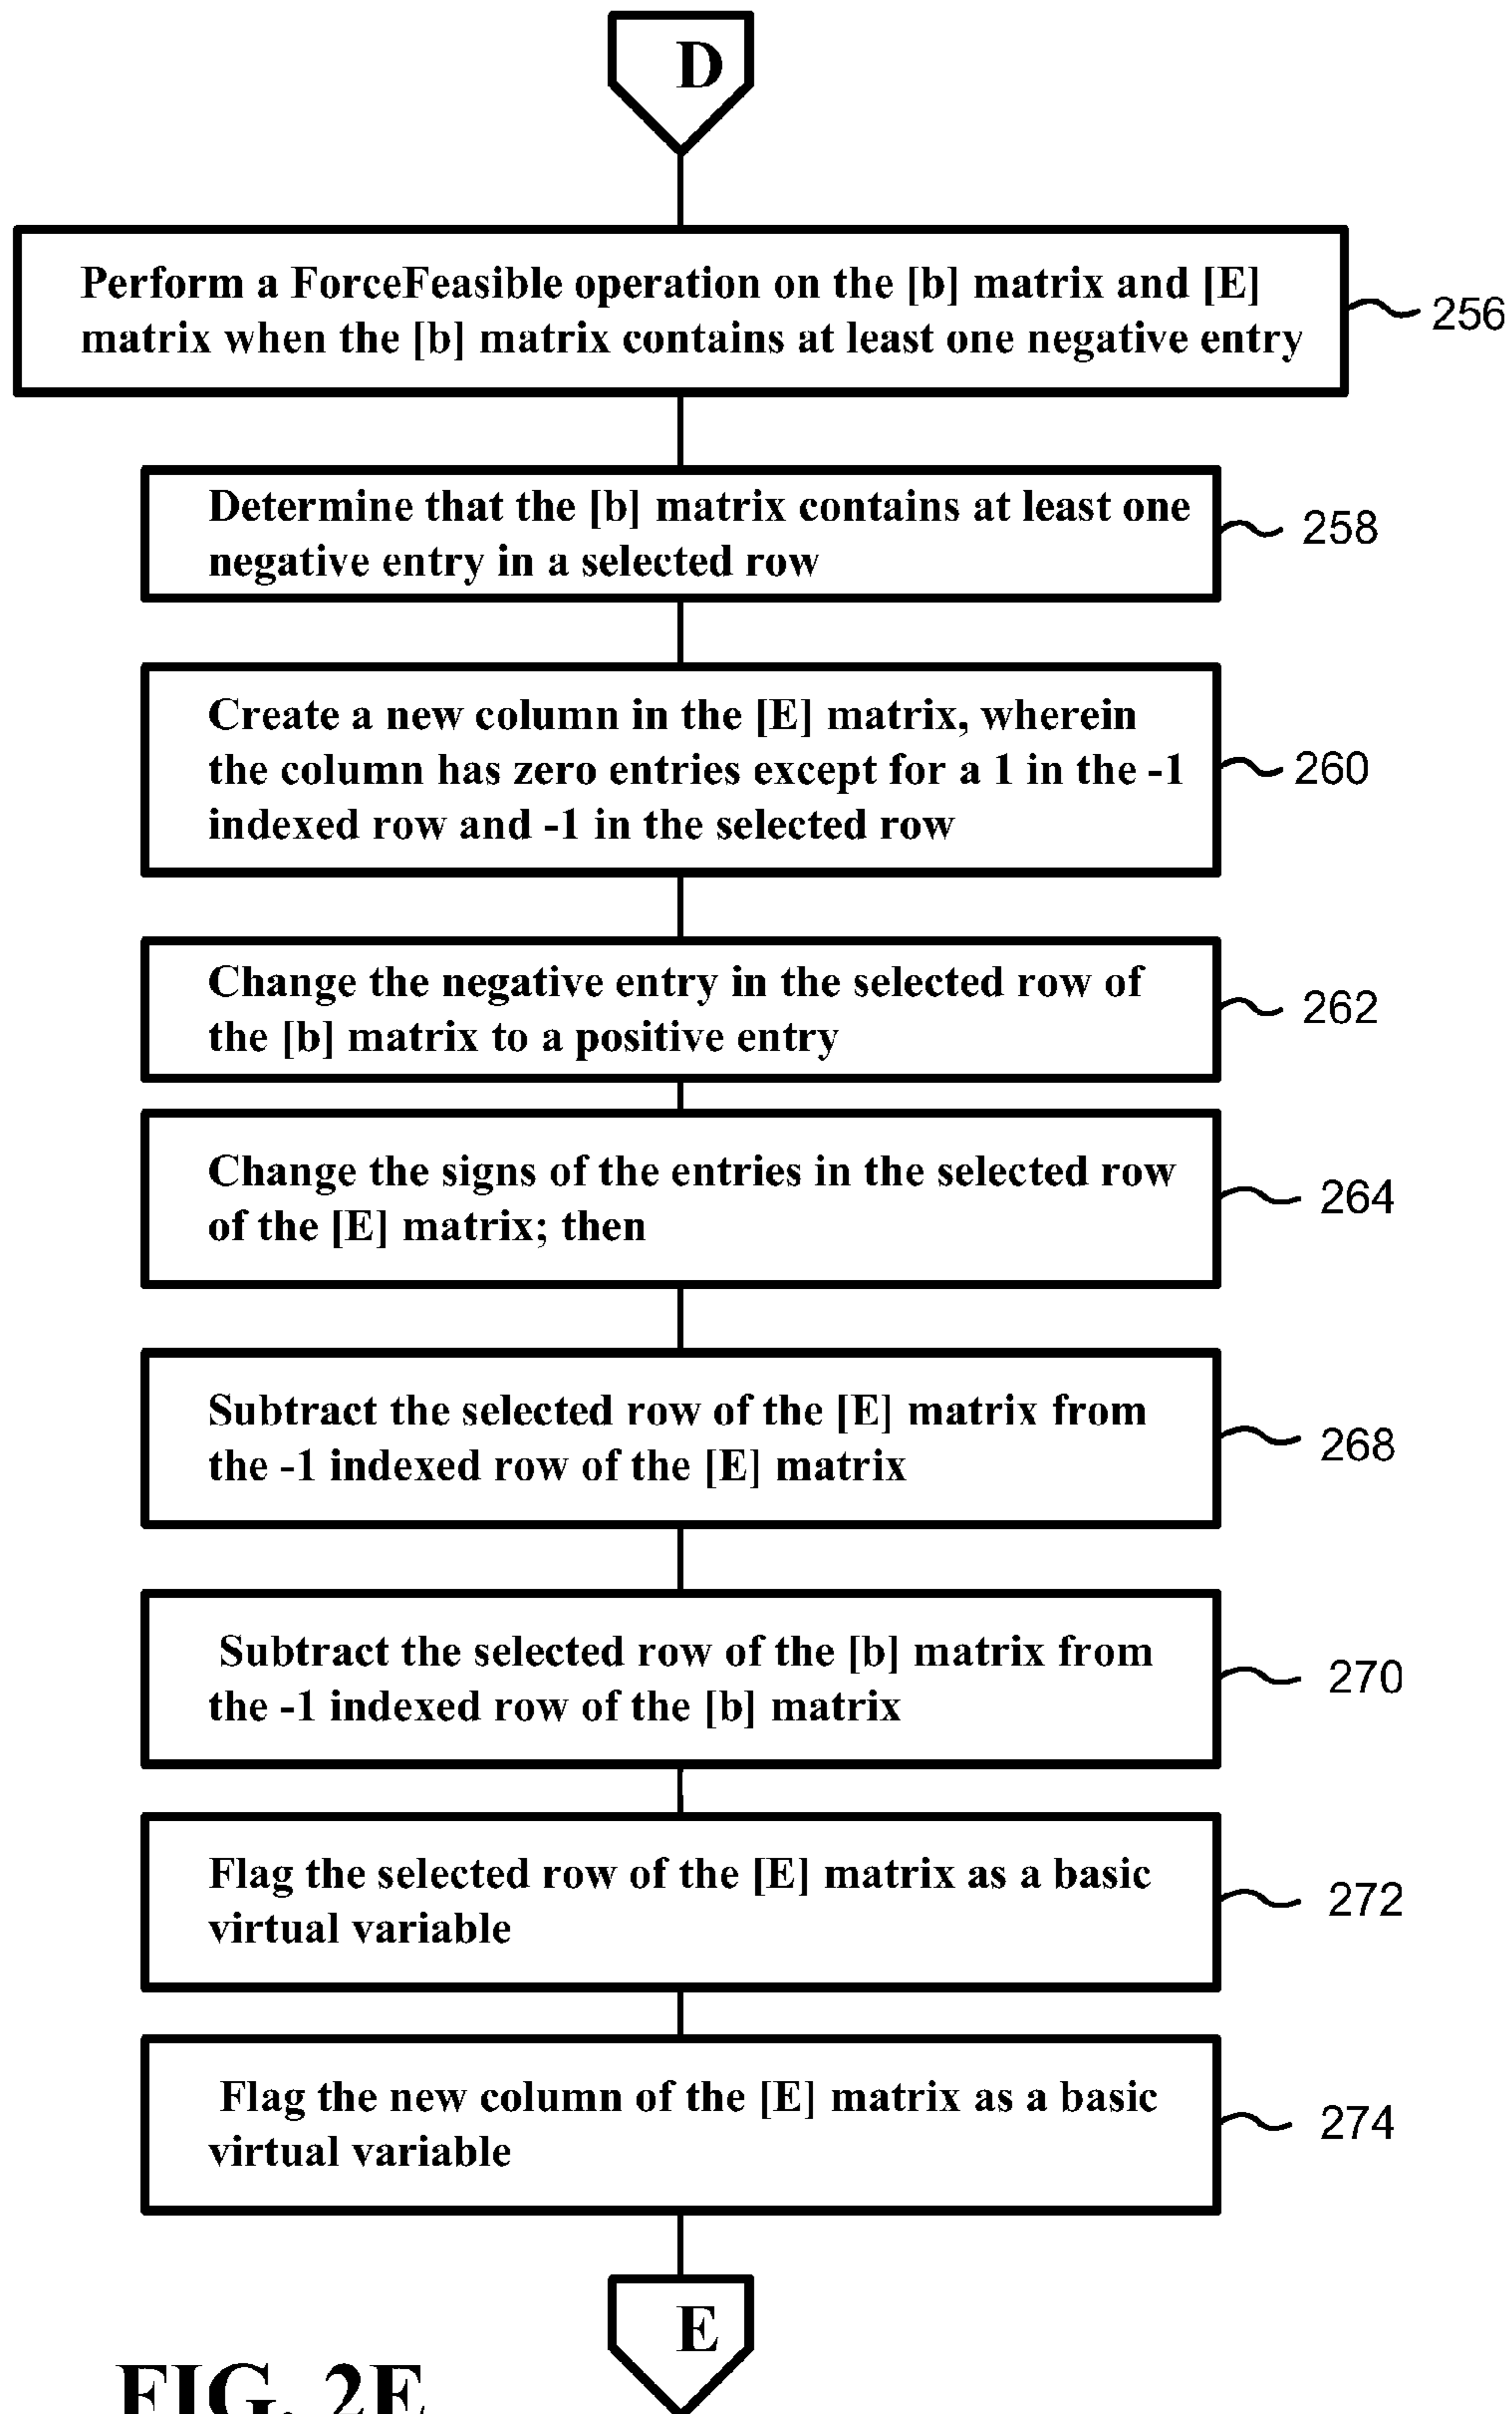 D
Perform a ForceFeasible operation on the [b] matrix and [E]
matrix when the [b] matrix contains at least one negative entry
256
Determine that the [b] matrix contains at least one
negative entry in a selected row
258
Create a new column in the [E] matrix, wherein
the column has zero entries except for a 1 in the -1
indexed row and -1 in the selected row
260
Change the negative entry in the selected row of
the [b] matrix to a positive entry
262
Change the signs of the entries in the selected row
of the [E] matrix; then
264
Subtract the selected row of the [E] matrix from
the -1 indexed row of the [E] matrix
268
Subtract the selected row of the [b] matrix from
the -1 indexed row of the [b] matrix
270
Flag the selected row of the [E] matrix as a basic
virtual variable
272
Flag the new column of the [E] matrix as a basic
virtual variable
274
E
FIG. 2E